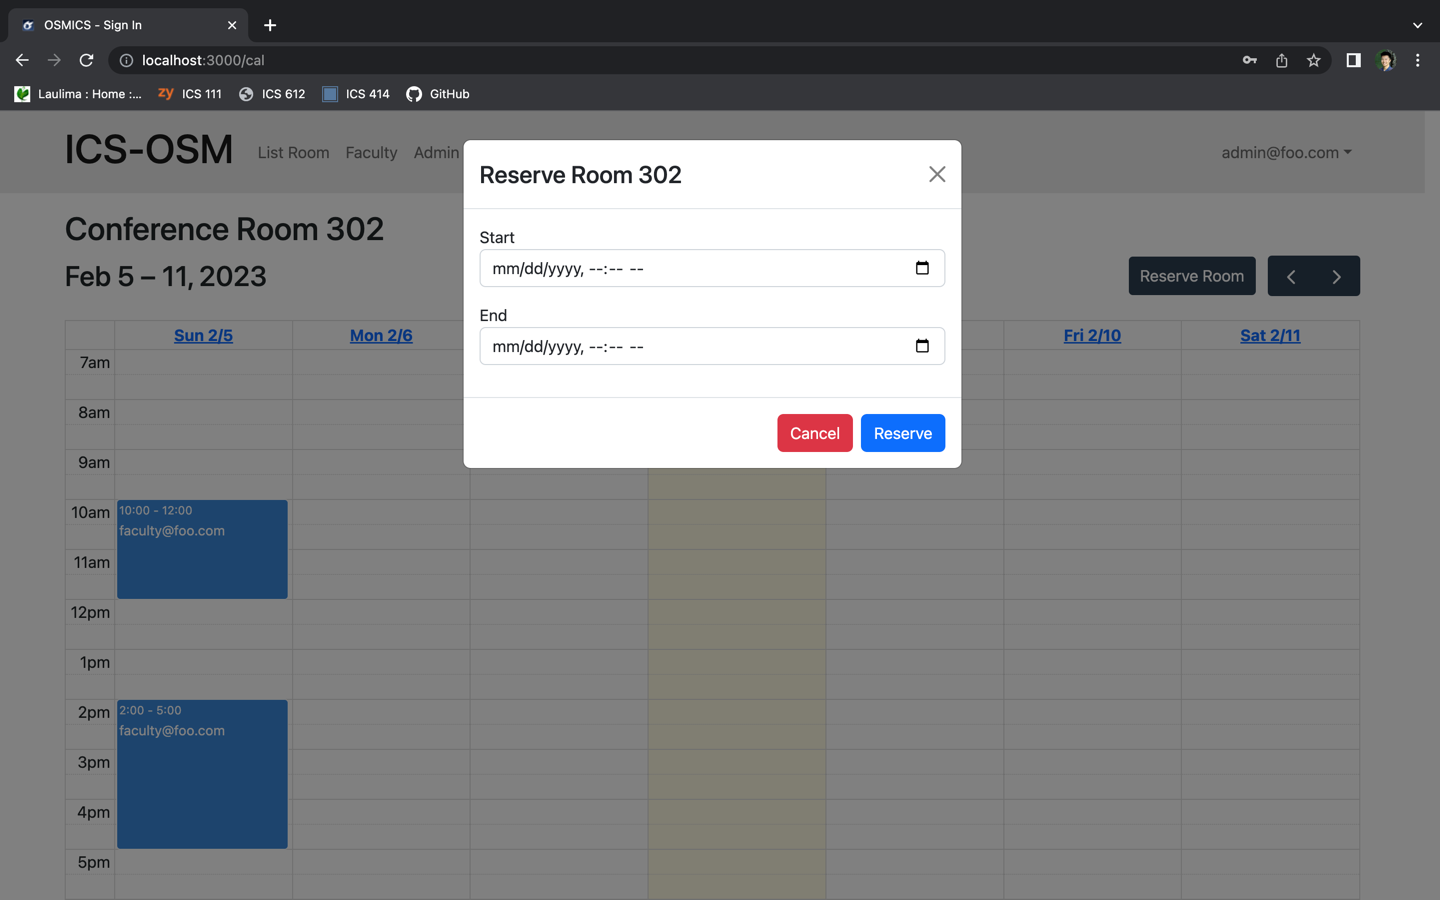 OSMICS - Sign In
localhost:3000/cal
Laulima : Home :...
zy ICS 111
ICS 612
ICS 414
GitHub
ICS-OSM
List Room
Faculty
Admin
admin@foo.com
Reserve Room 302
Start
mm/dd/yyyy, --:-- --
End
mm/dd/yyyy, --:-- --
Cancel
Reserve
Conference Room 302
Feb 5 – 11, 2023
Reserve Room
Sun 2/5
Mon 2/6
Fri 2/10
Sat 2/11
7am
8am
9am
10am
10:00 - 12:00
faculty@foo.com
11am
12pm
1pm
2pm
2:00 - 5:00
faculty@foo.com
3pm
4pm
5pm